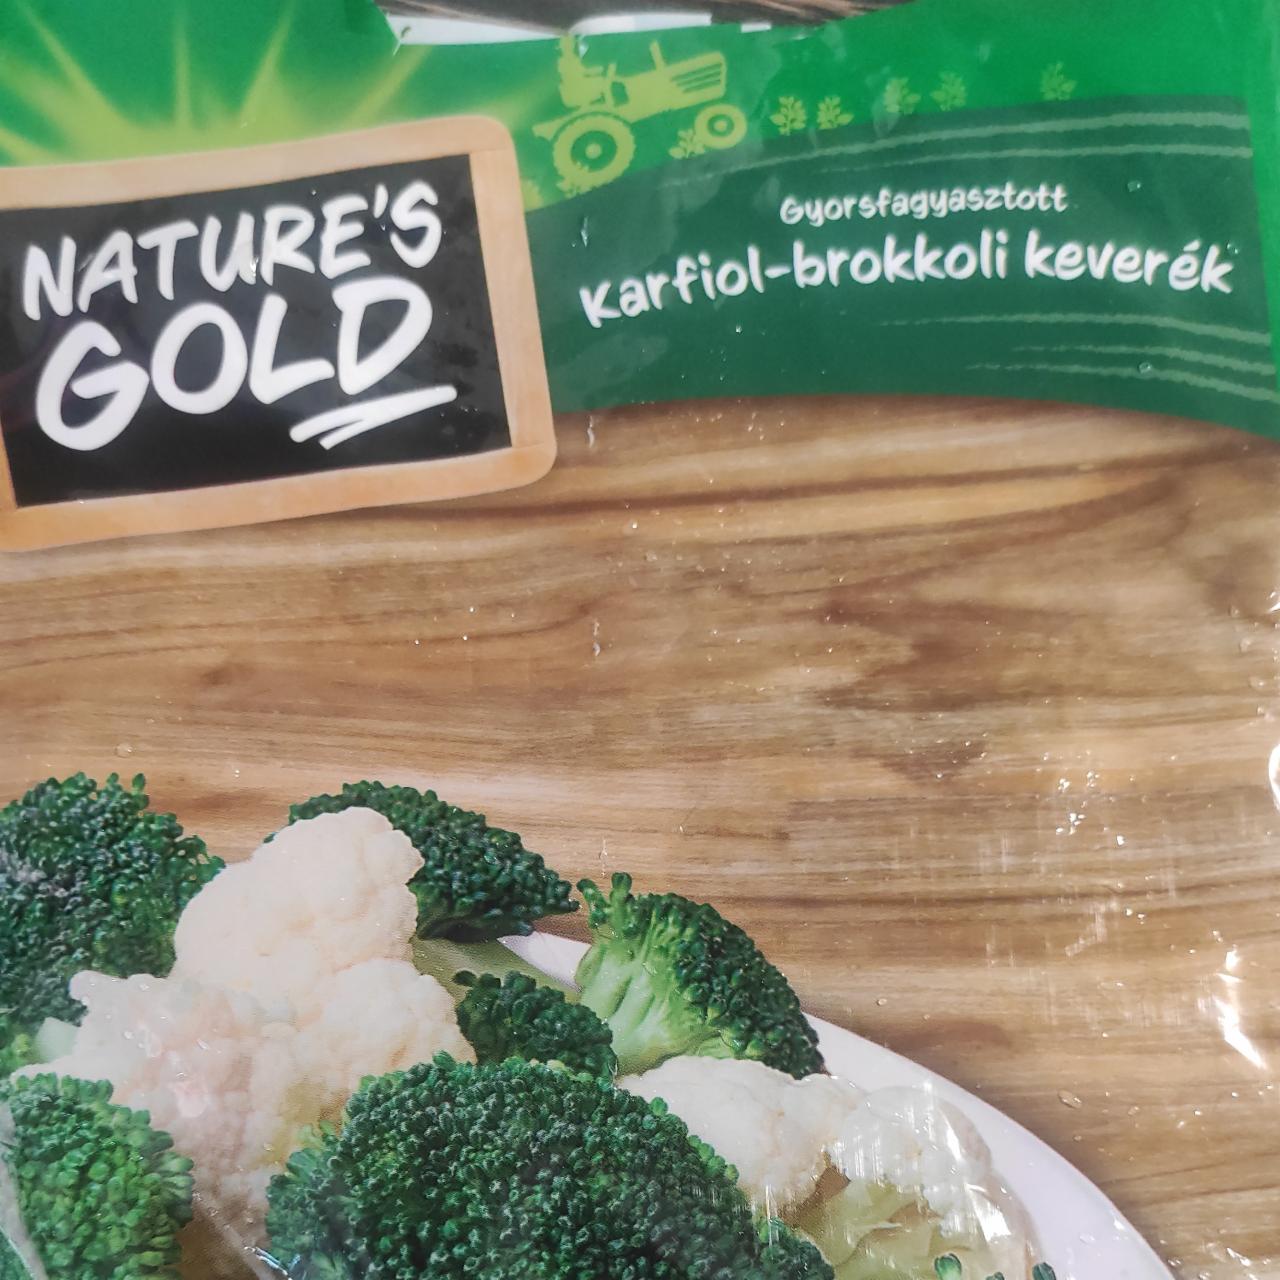 NATURE'S
GOLD
Gyorsfagyasztott
Karfiol-brokkoli keverék